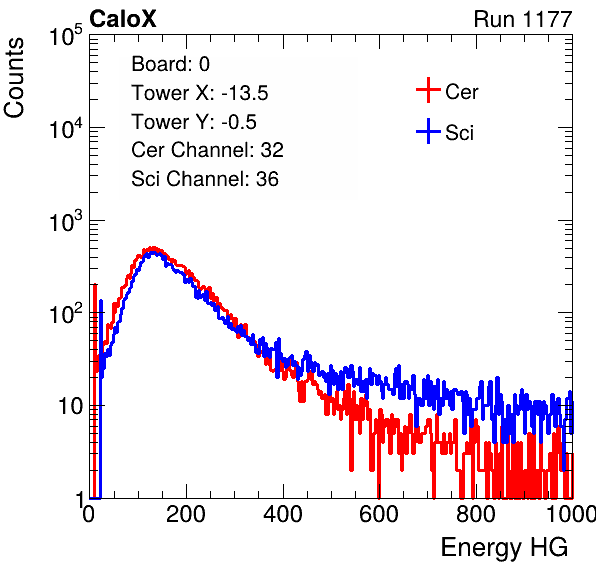 CaloX Run 1177
Counts
10^5
10^4
10^3
10^2
10
1
Board: 0
Tower X: -13.5
Tower Y: -0.5
Cer Channel: 32
Sci Channel: 36
Cer
Sci
0 200 400 600 800 1000
Energy HG